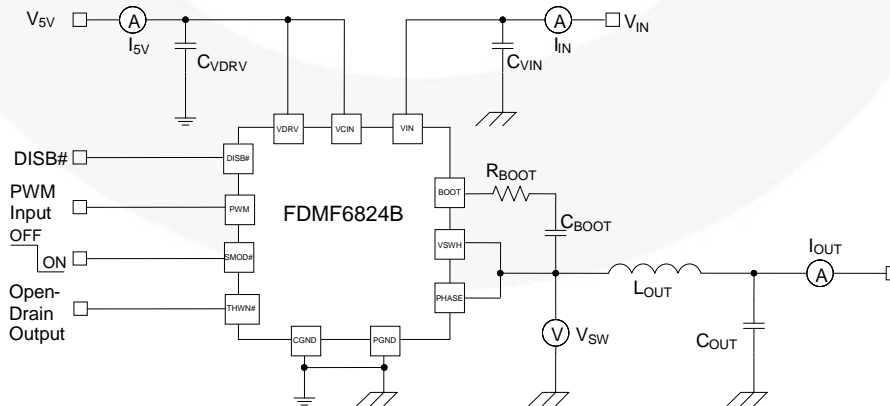 V5V
A
I5V
CVDRV
A
IIN
VIN
CVIN
VDRV
VCIN
VIN
DISB#
DISB#
PWM
Input
PWM
OFF
ON
SMOD#
Open-
Drain
Output
THWN#
FDMF6824B
BOOT
RBOOT
CBOOT
VSWH
PHASE
LOUT
IOUT
A
V
VSW
COUT
CGND
PGND